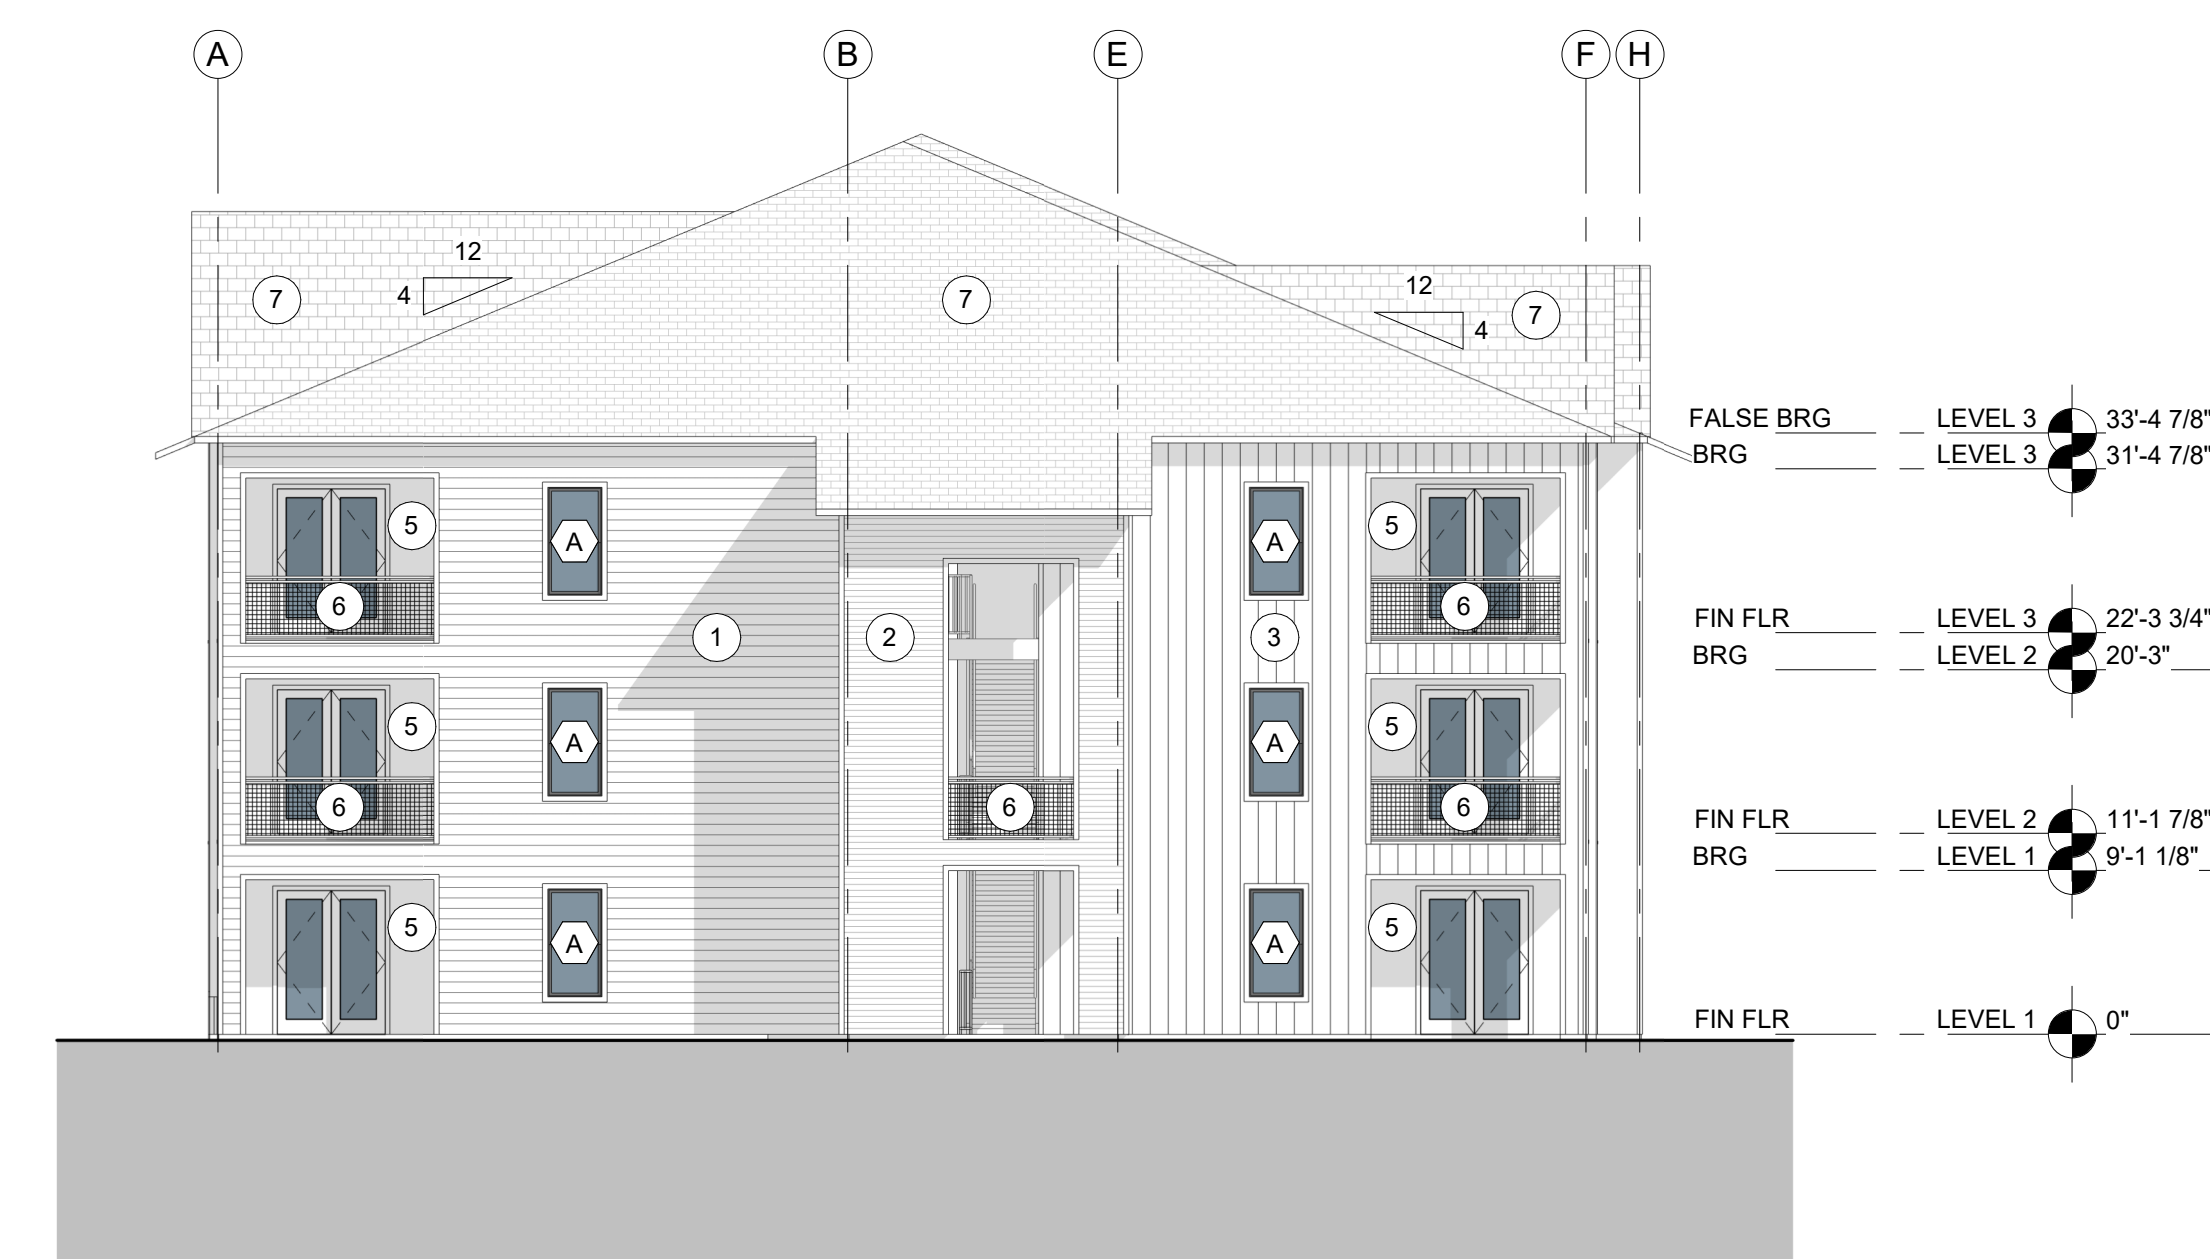 A B E F H
12
4
7
7
12
4
7
FALSE BRG LEVEL 3 33'-4 7/8"
BRG LEVEL 3 31'-4 7/8"
5 A A 5
6 6
1 2 3
FIN FLR LEVEL 3 22'-3 3/4"
BRG LEVEL 2 20'-3"
5 A A 5
6 6 6
FIN FLR LEVEL 2 11'-1 7/8"
BRG LEVEL 1 9'-1 1/8"
5 A A 5
FIN FLR LEVEL 1 0"